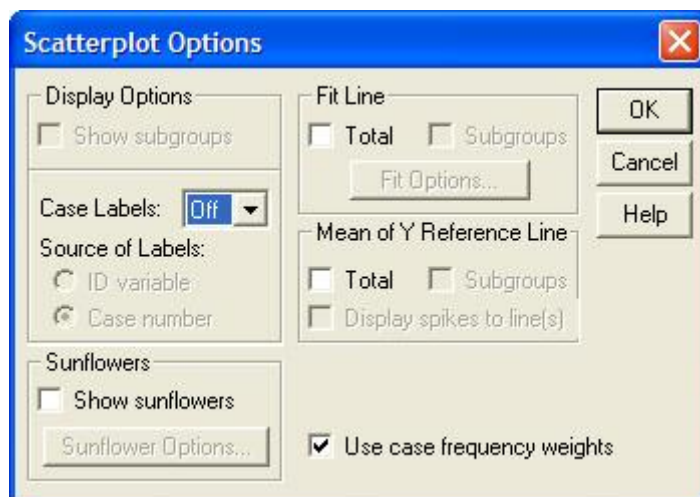 Scatterplot Options
Display Options
Show subgroups
Case Labels: Off
Source of Labels:
ID variable
Case number
Sunflowers
Show sunflowers
Sunflower Options...
Fit Line
Total Subgroups
Fit Options...
Mean of Y Reference Line
Total Subgroups
Display spikes to line(s)
Use case frequency weights
OK
Cancel
Help